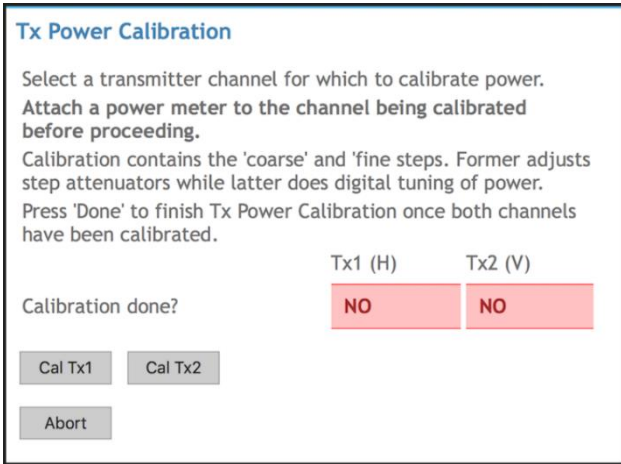 Tx Power Calibration
Select a transmitter channel for which to calibrate power.
Attach a power meter to the channel being calibrated
before proceeding.
Calibration contains the 'coarse' and 'fine steps. Former adjusts
step attenuators while latter does digital tuning of power.
Press 'Done' to finish Tx Power Calibration once both channels
have been calibrated.
Tx1 (H) Tx2 (V)
Calibration done? NO NO
Cal Tx1 Cal Tx2
Abort